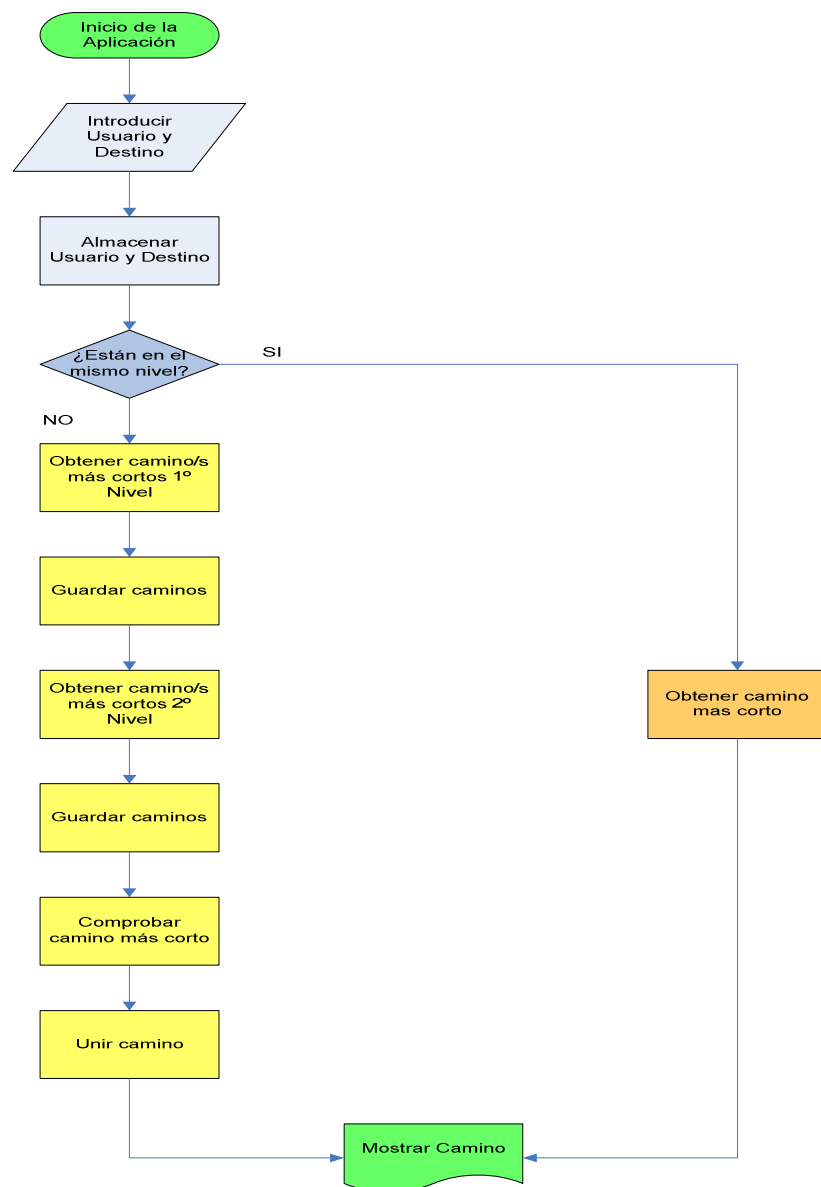 Inicio de la
Aplicación
Introducir
Usuario y
Destino
Almacenar
Usuario y Destino
¿Están en el
mismo nivel?
SI
NO
Obtener camino/s
más cortos 1º
Nivel
Guardar caminos
Obtener camino/s
más cortos 2º
Nivel
Obtener camino
mas corto
Guardar caminos
Comprobar
camino más corto
Unir camino
Mostrar Camino